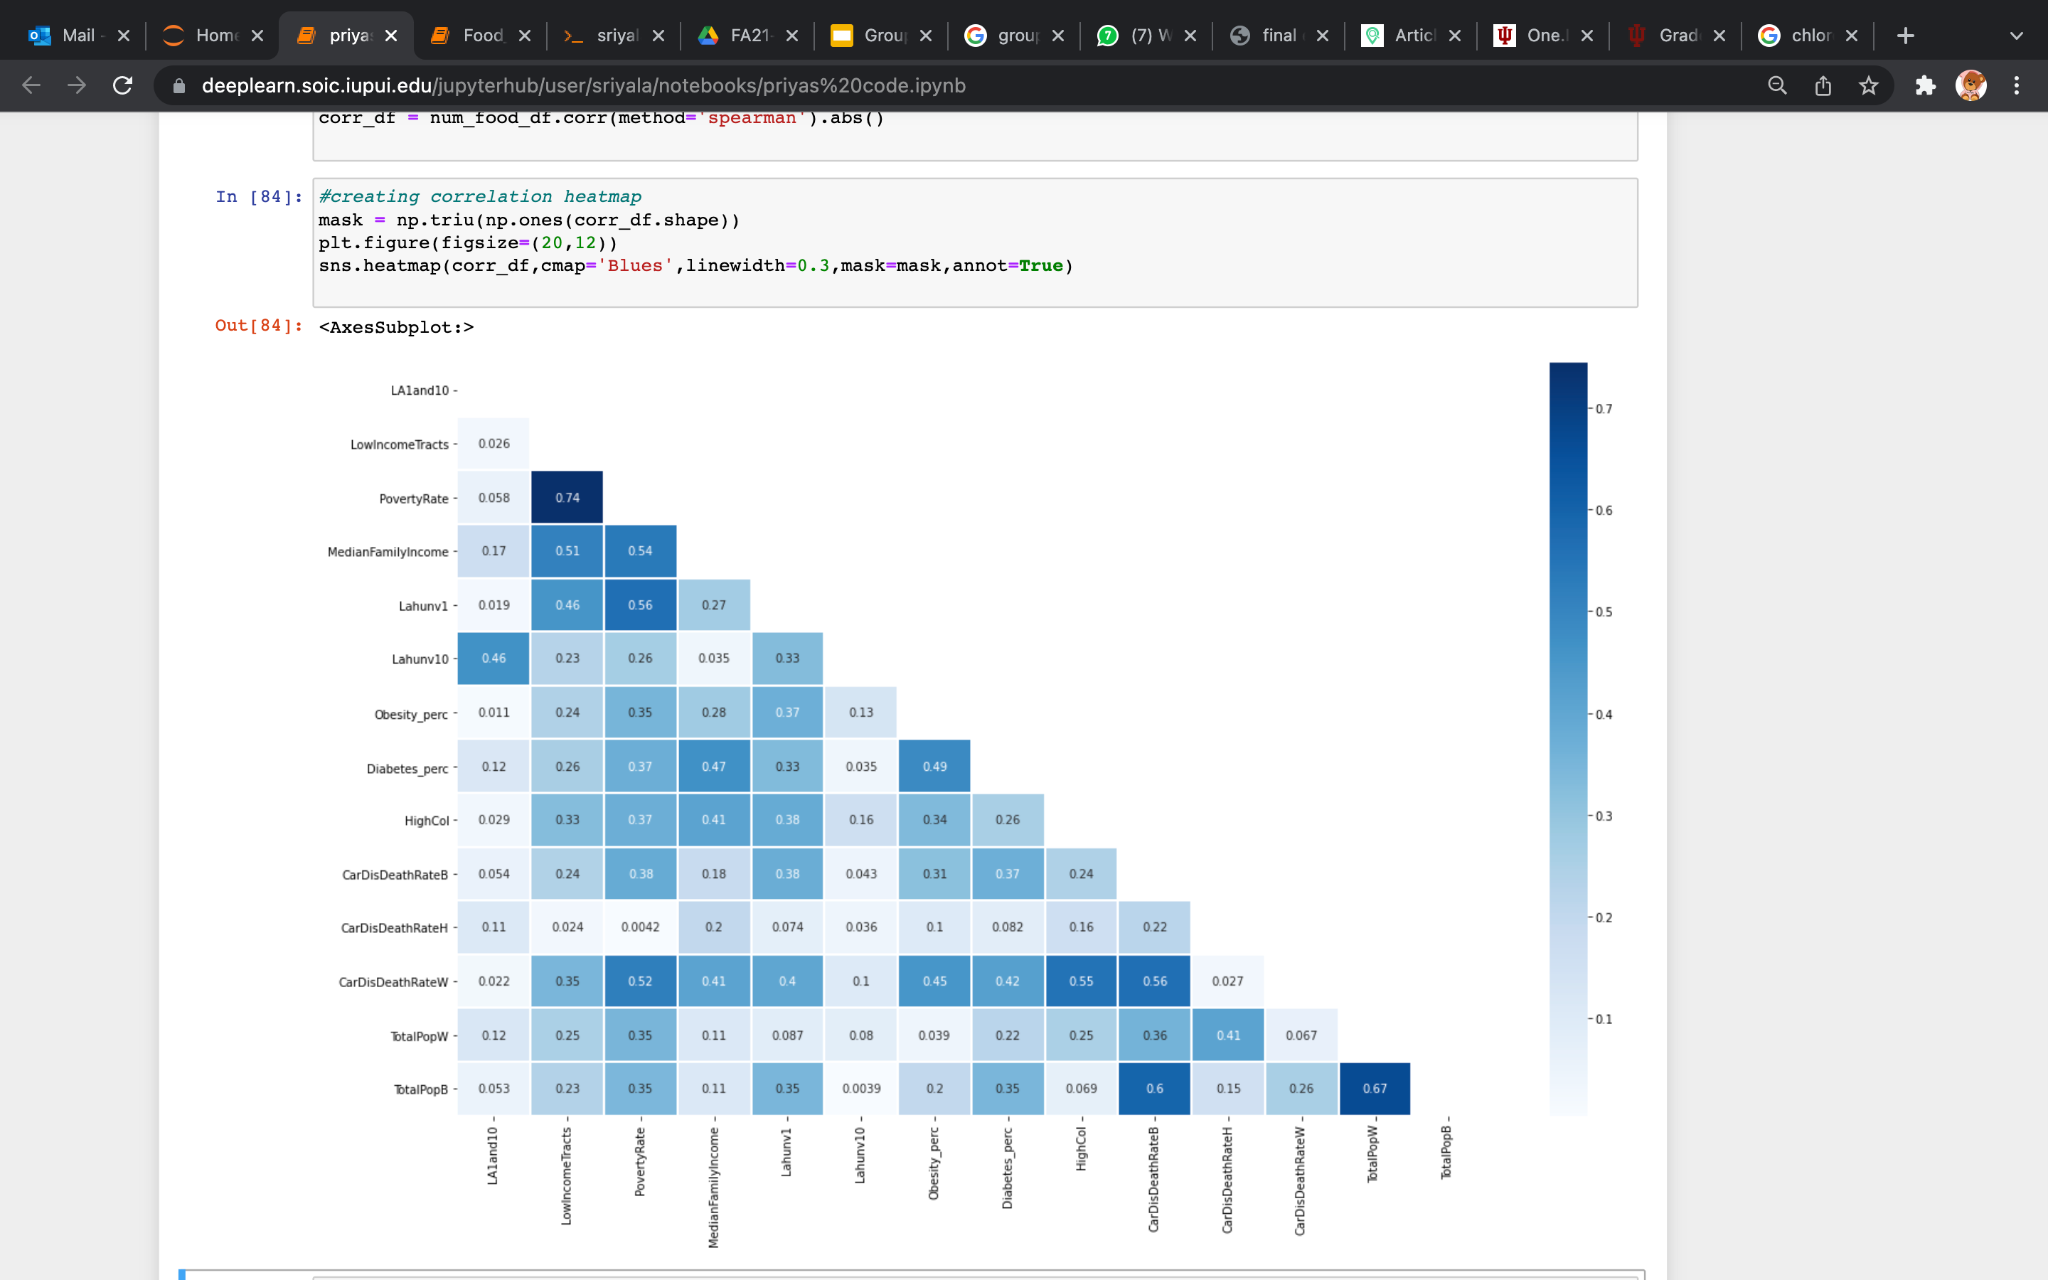 Mail
Home
priya
Food
sriyal
FA21-
Grou
grou
(7) W
final
Artic
One.
Grad
chlor
deeplearn.soic.iupui.edu/jupyterhub/user/sriyala/notebooks/priyas%20code.ipynb
corr_df = num_food_df.corr(method='spearman').abs()
In [84]:
#creating correlation heatmap
mask = np.triu(np.ones(corr_df.shape))
plt.figure(figsize=(20,12))
sns.heatmap(corr_df,cmap='Blues',linewidth=0.3,mask=mask,annot=True)
Out[84]: <AxesSubplot:>
LA1and10
LowIncomeTracts 0.026
PovertyRate 0.058 0.74
MedianFamilyIncome 0.17 0.51 0.54
Lahunv1 0.019 0.46 0.56 0.27
Lahunv10 0.46 0.23 0.26 0.035 0.33
Obesity_perc 0.011 0.24 0.35 0.28 0.37 0.13
Diabetes_perc 0.12 0.26 0.37 0.47 0.33 0.035 0.49
HighCol 0.029 0.33 0.37 0.41 0.38 0.16 0.34 0.26
CarDisDeathRateB 0.054 0.24 0.38 0.18 0.38 0.043 0.31 0.37 0.24
CarDisDeathRateH 0.11 0.024 0.0042 0.2 0.074 0.036 0.1 0.082 0.16 0.22
CarDisDeathRateW 0.022 0.35 0.52 0.41 0.4 0.1 0.45 0.42 0.55 0.56 0.027
TotalPopW 0.12 0.25 0.35 0.11 0.087 0.08 0.039 0.22 0.25 0.36 0.41 0.067
TotalPopB 0.053 0.23 0.35 0.11 0.35 0.0039 0.2 0.35 0.069 0.6 0.15 0.26 0.67
LA1and10
LowIncomeTracts
PovertyRate
MedianFamilyIncome
Lahunv1
Lahunv10
Obesity_perc
Diabetes_perc
HighCol
CarDisDeathRateB
CarDisDeathRateH
CarDisDeathRateW
TotalPopW
TotalPopB
0.7
0.6
0.5
0.4
0.3
0.2
0.1